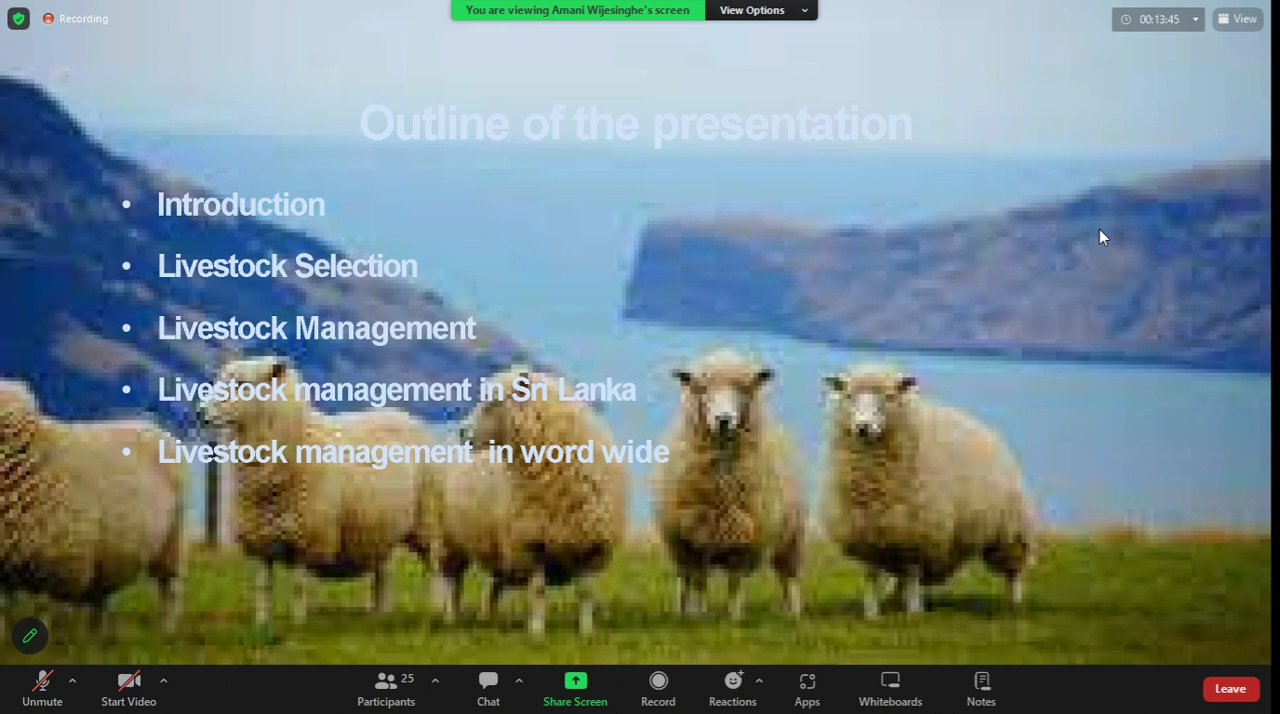 Recording
You are viewing Amani Wijesinghe's screen
View Options
00:13:45
View
Outline of the presentation
• Introduction
• Livestock Selection
• Livestock Management
• Livestock management in Sri Lanka
• Livestock management in word wide
Unmute
Start Video
Participants
25
Chat
Share Screen
Record
Reactions
Apps
Whiteboards
Notes
Leave